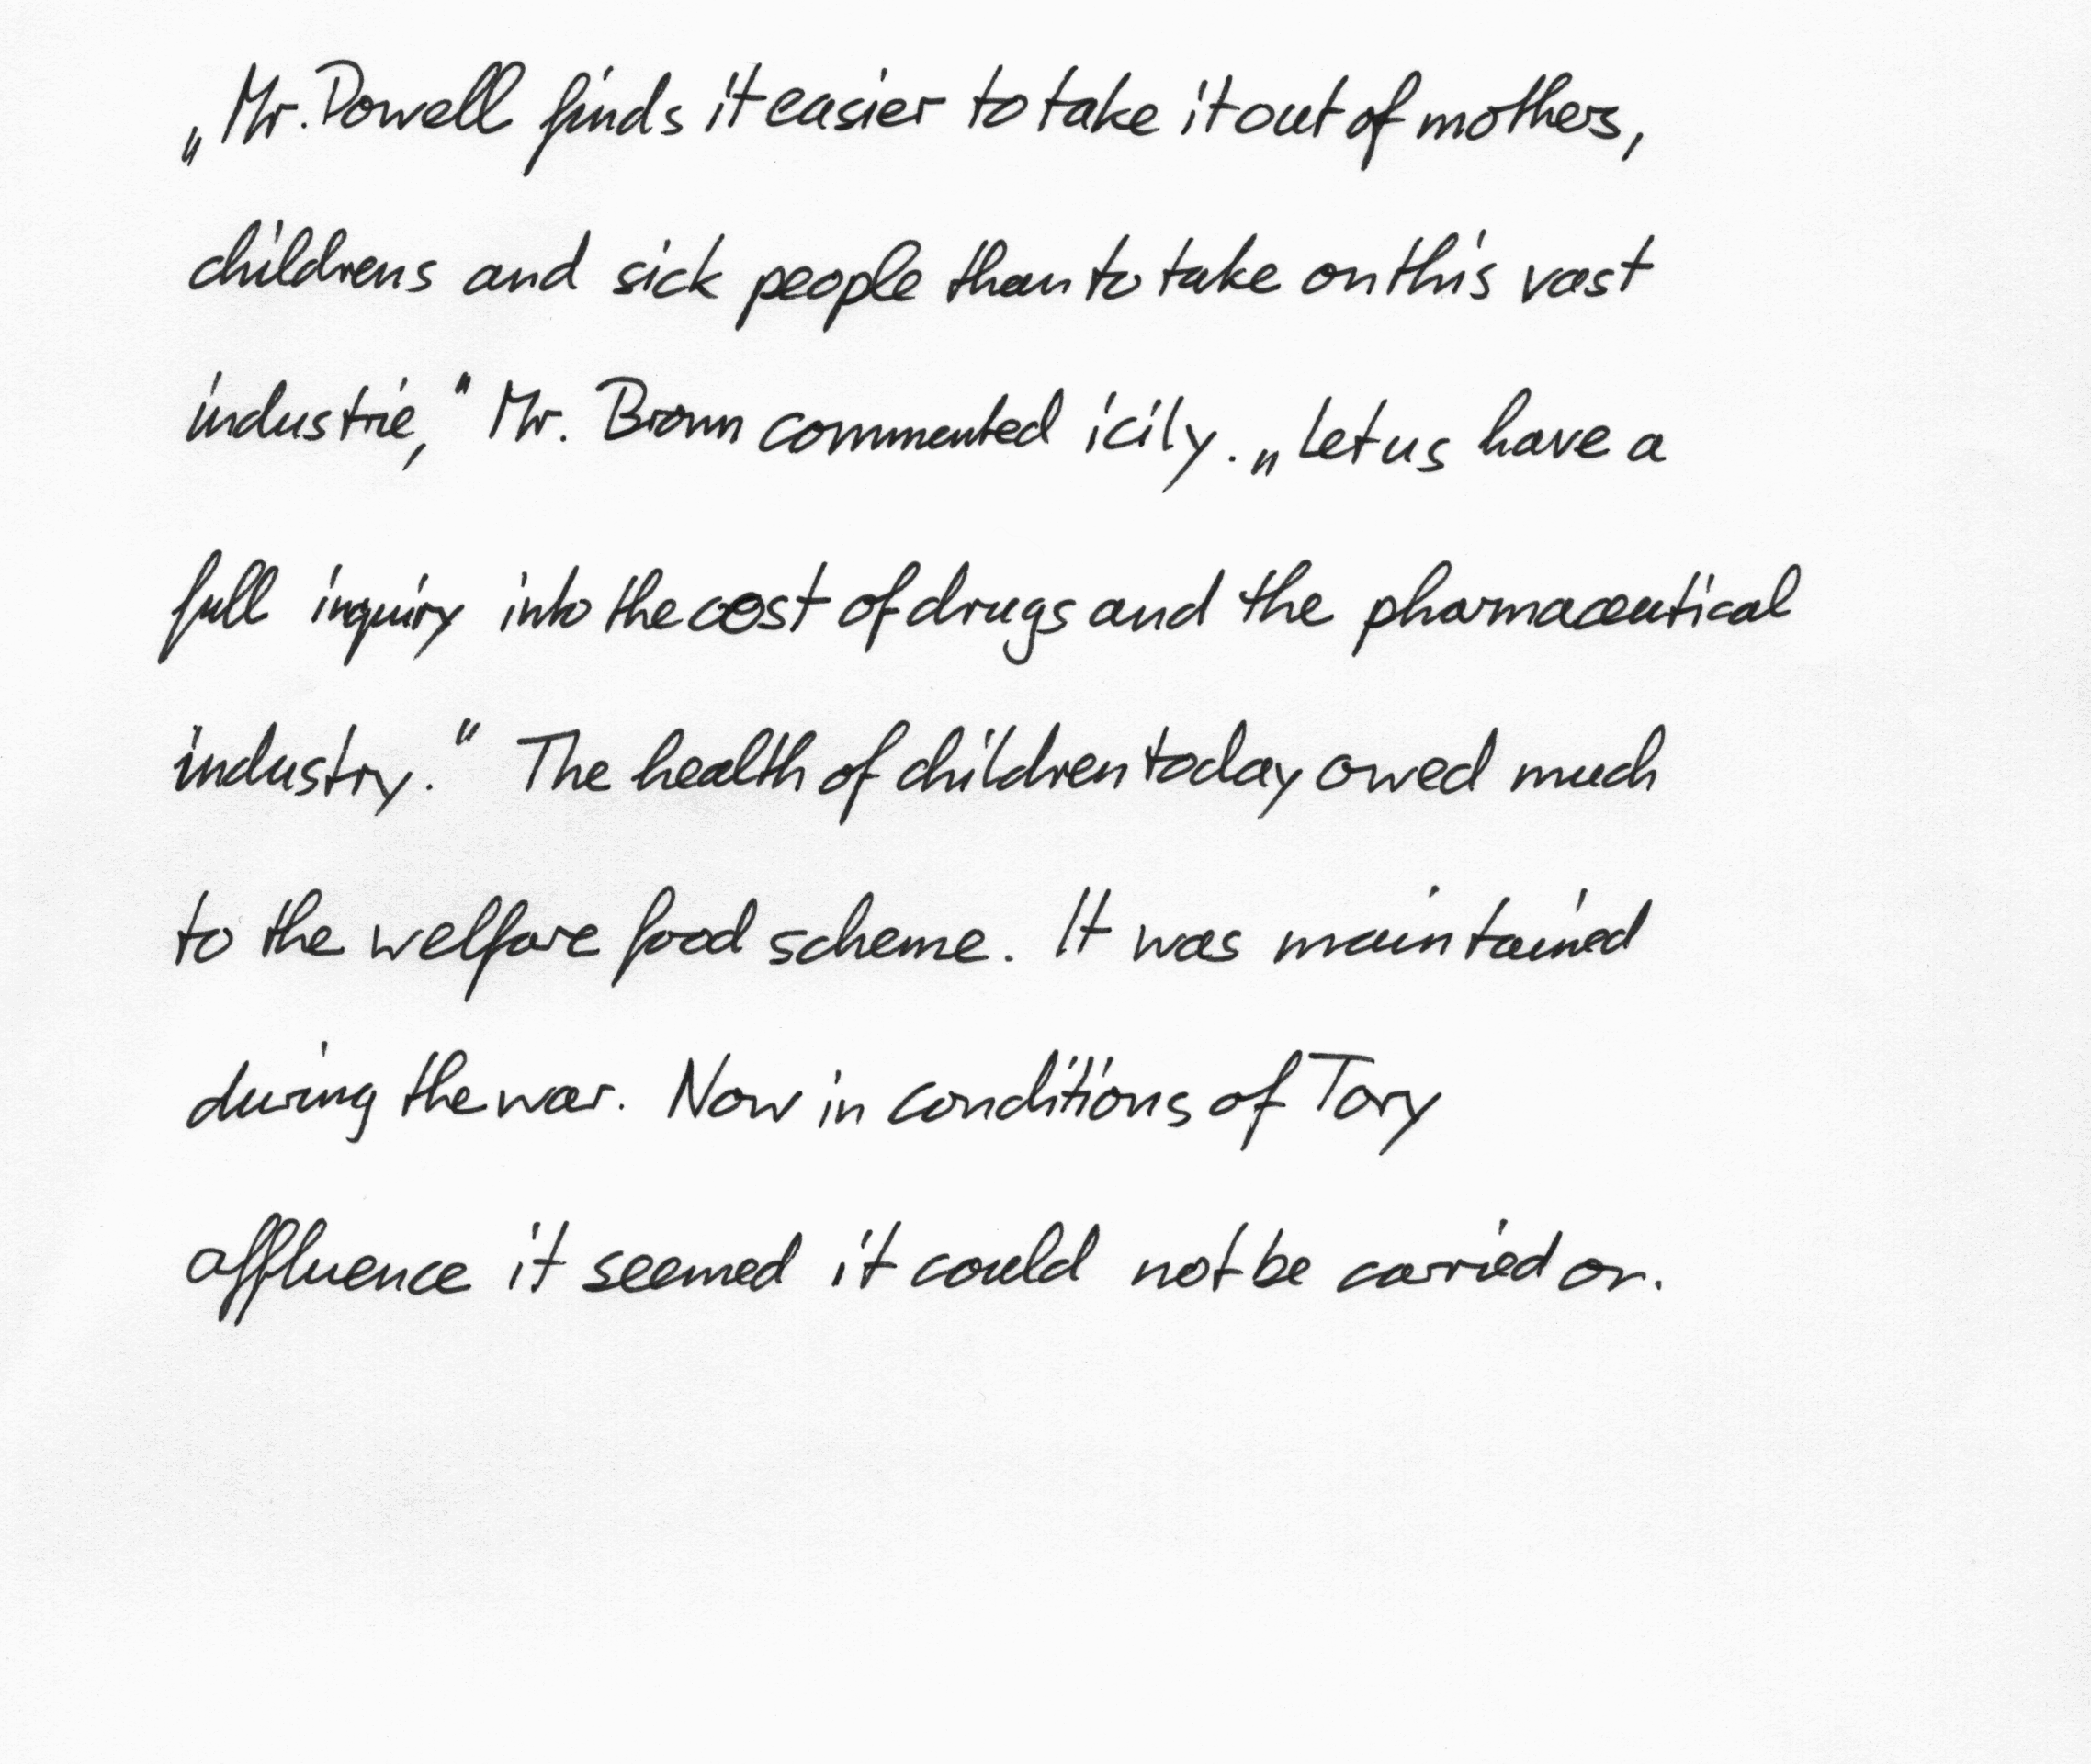 „Mr. Powell finds it easier to take it out of mothers,
childrens and sick people than to take on this vast
industrie,“ Mr. Brown commented icily. „Let us have a
full inquiry into the cost of drugs and the pharmaceutical
industry.“ The health of children today owed much
to the welfare food scheme. It was maintained
during the war. Now in conditions of Tory
affluence it seemed it could not be carried on.